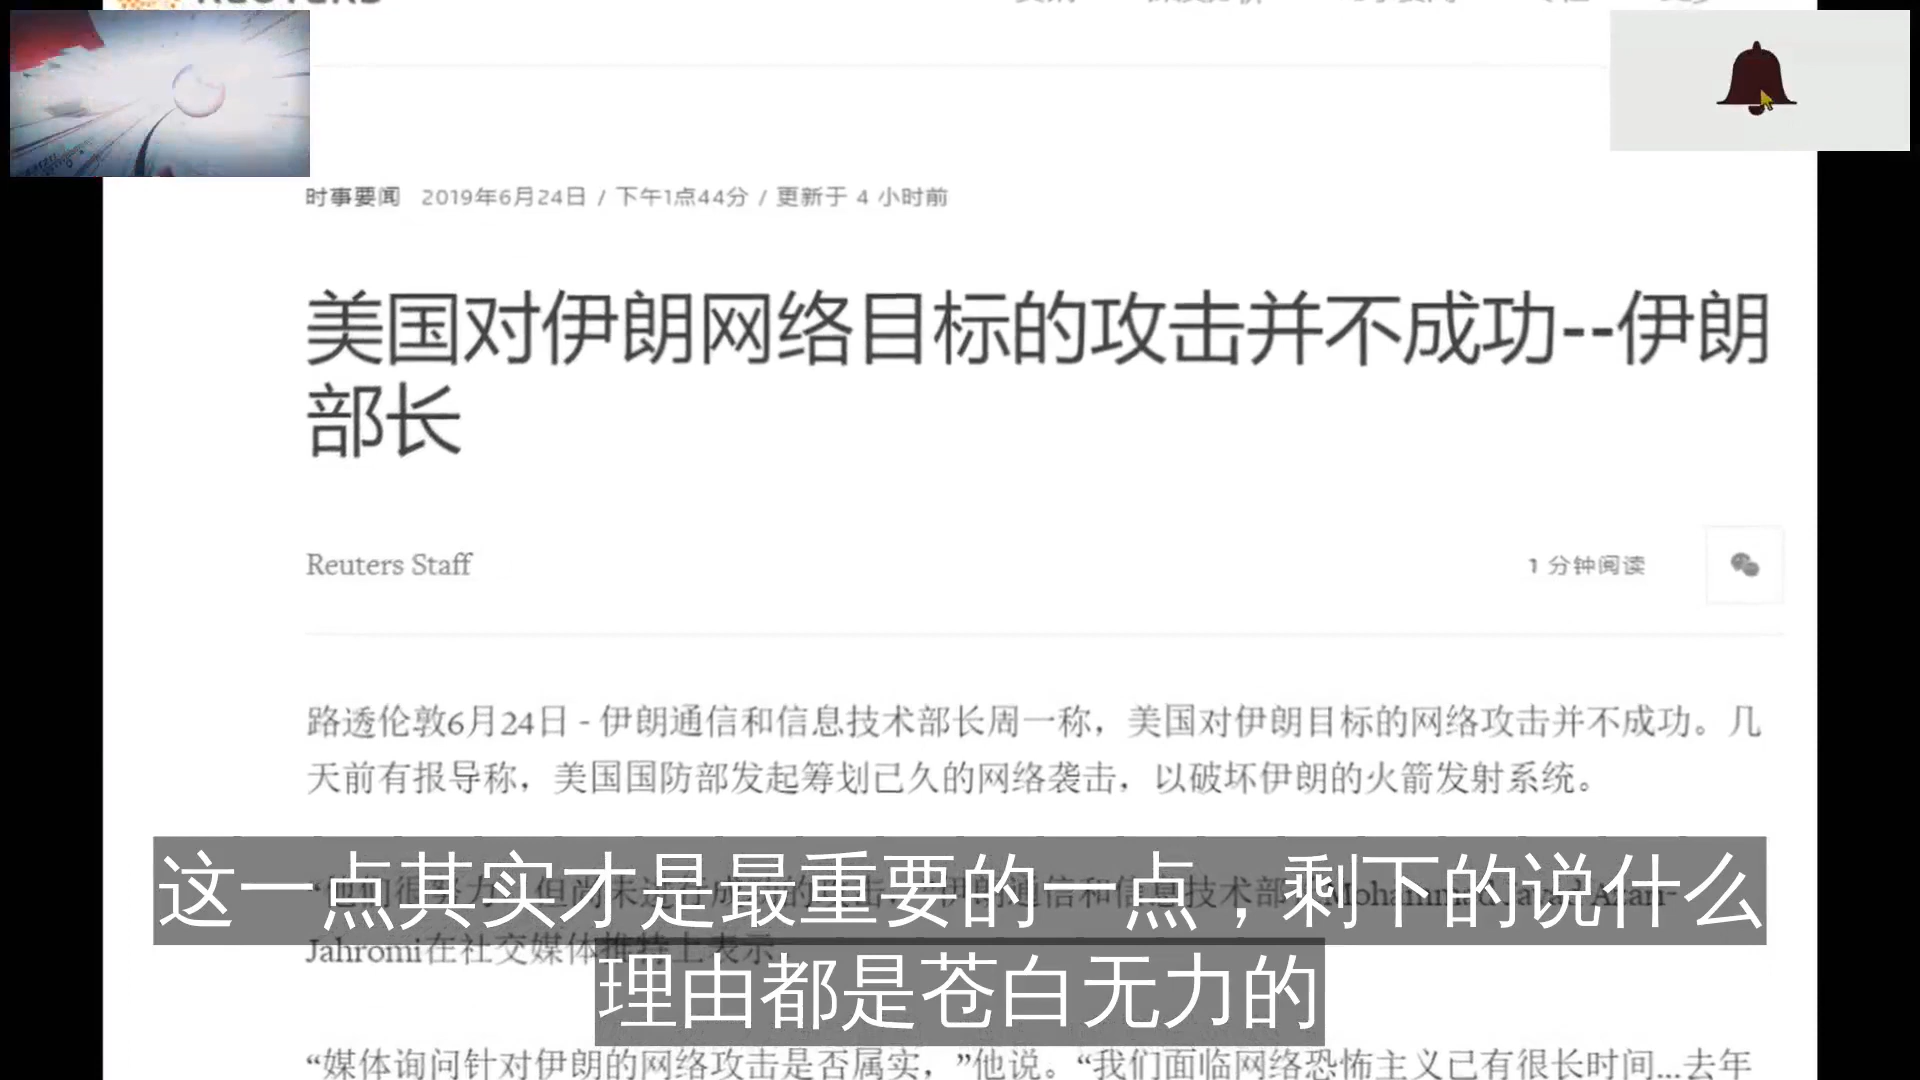 REUTERS
时事要闻 2019年6月24日 / 下午1点44分 / 更新于 4 小时前
美国对伊朗网络目标的攻击并不成功--伊朗
部长
Reuters Staff
1 分钟阅读
路透伦敦6月24日 - 伊朗通信和信息技术部长周一称，美国对伊朗目标的网络攻击并不成功。几
天前有报导称，美国国防部发起筹划已久的网络袭击，以破坏伊朗的火箭发射系统。
这一点其实才是最重要的一点，剩下的说什么
理由都是苍白无力的
Jahromi在社交媒体推特上表示
“媒体询问针对伊朗的网络攻击是否属实，”他说。“我们面临网络恐怖主义已有很长时间...去年